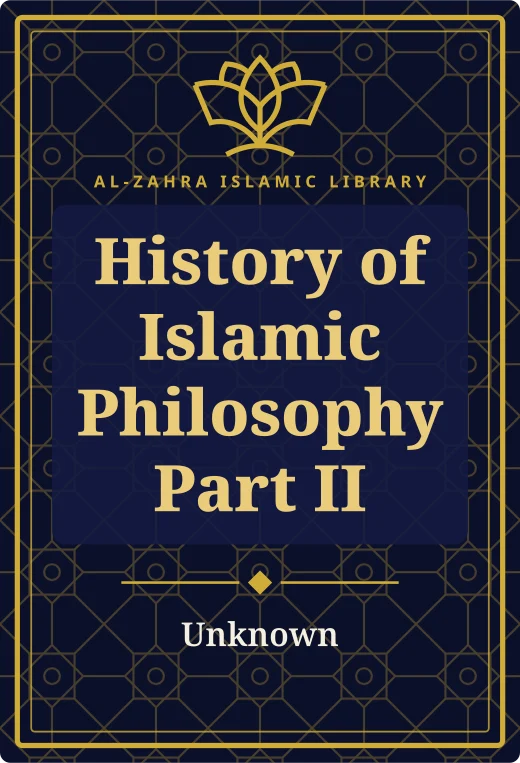 AL-ZAHRA ISLAMIC LIBRARY
History of
Islamic
Philosophy
Part II
Unknown